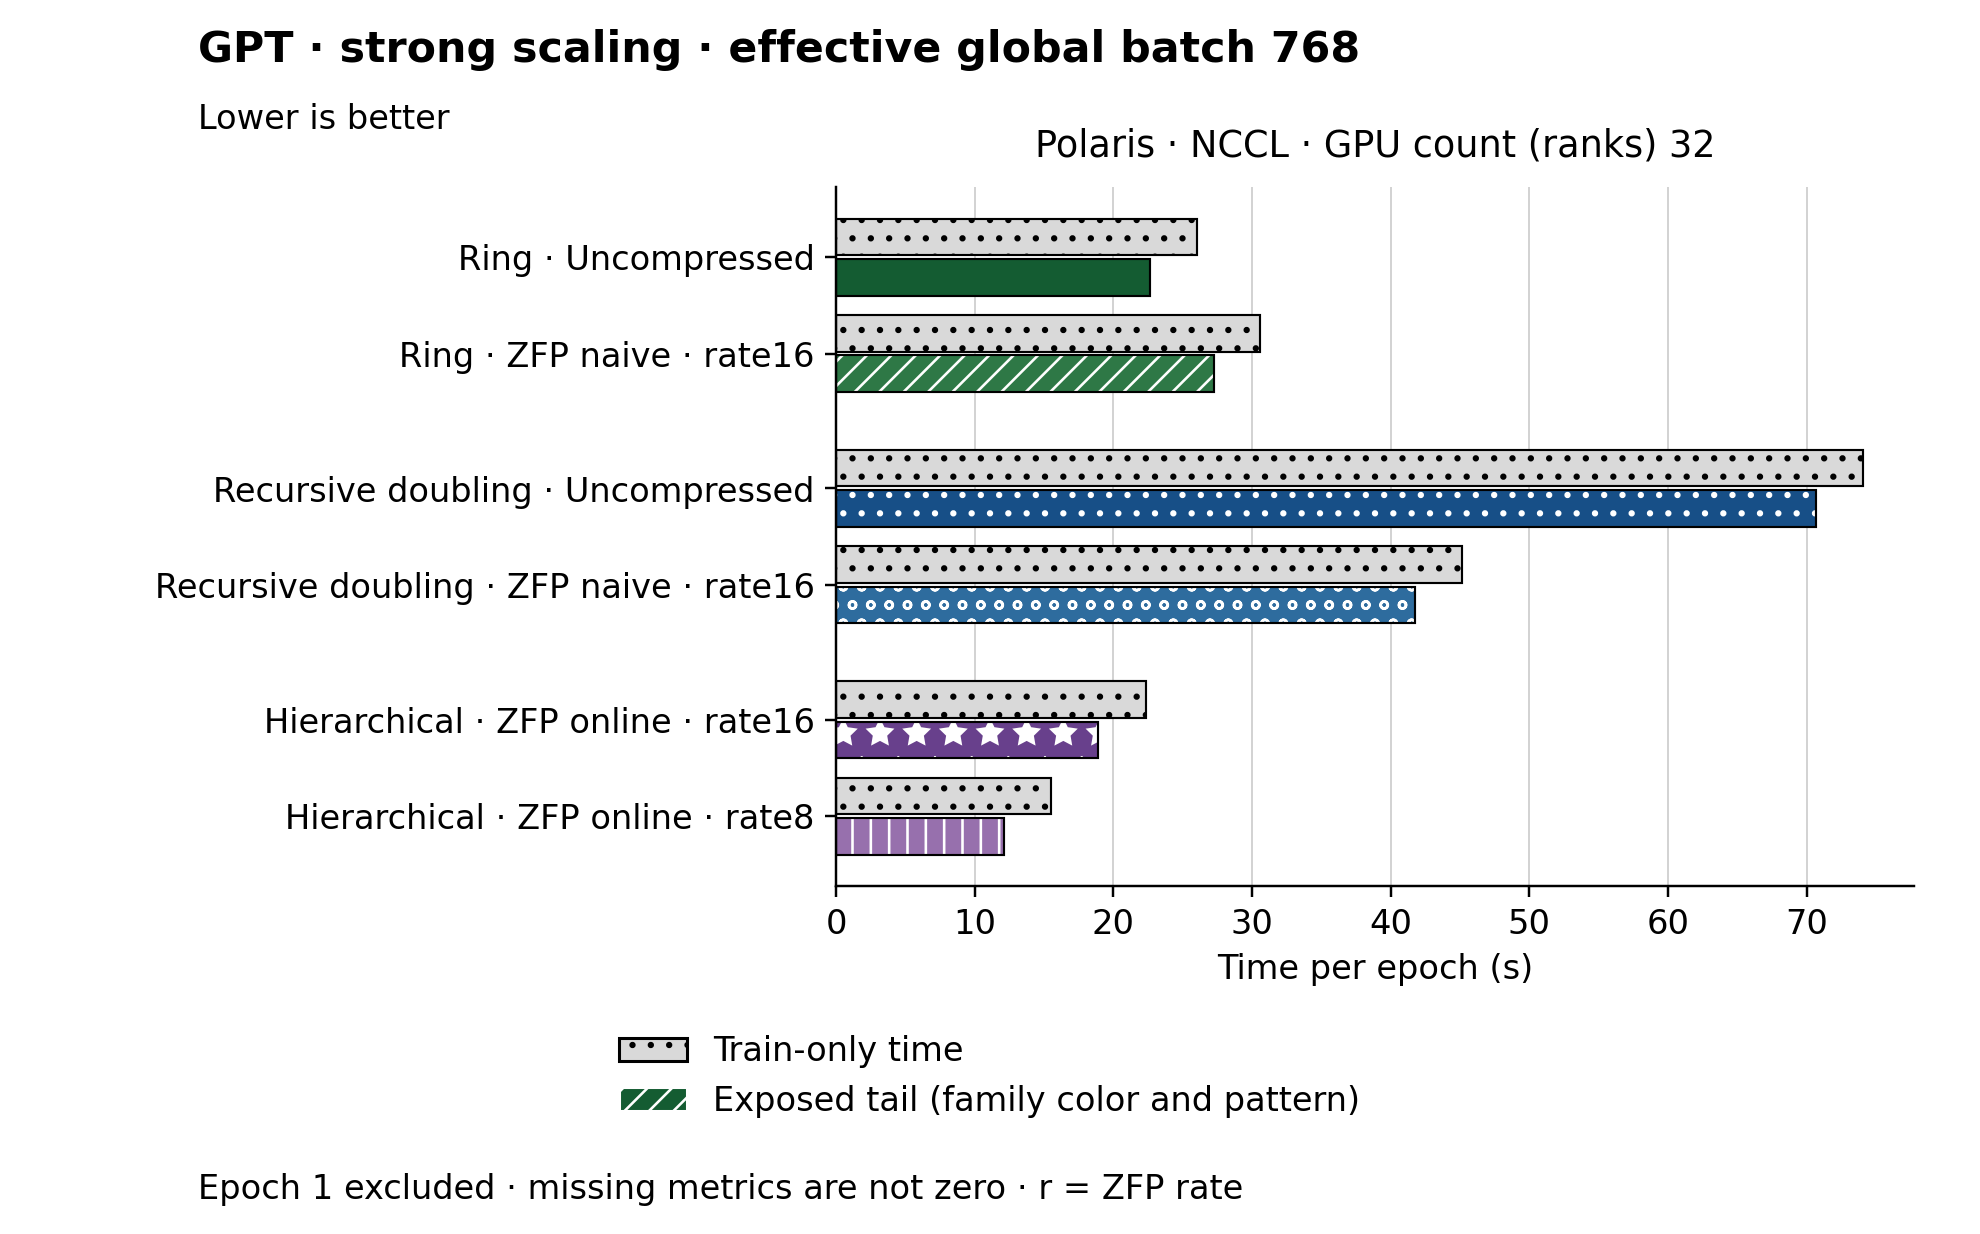 GPT · strong scaling · effective global batch 768
Lower is better
Polaris · NCCL · GPU count (ranks) 32
Ring · Uncompressed
Ring · ZFP naive · rate16
Recursive doubling · Uncompressed
Recursive doubling · ZFP naive · rate16
Hierarchical · ZFP online · rate16
Hierarchical · ZFP online · rate8
0 10 20 30 40 50 60 70
Time per epoch (s)
Train-only time
Exposed tail (family color and pattern)
Epoch 1 excluded · missing metrics are not zero · r = ZFP rate